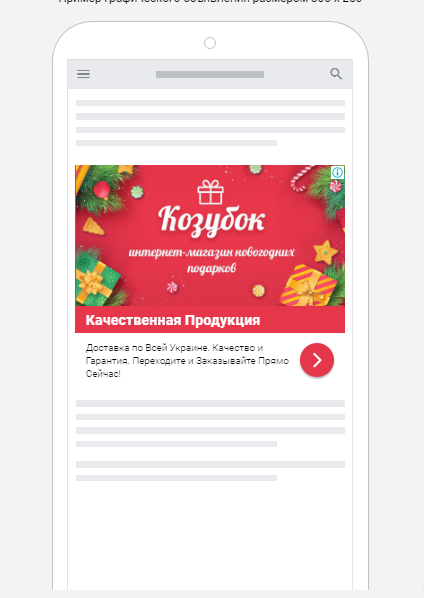 Пример графического объявления размером 300 x 250
Козубок
интернет-магазин новогодних
подарков
Качественная Продукция
Доставка по Всей Украине. Качество и
Гарантия. Переходите и Заказывайте Прямо
Сейчас!